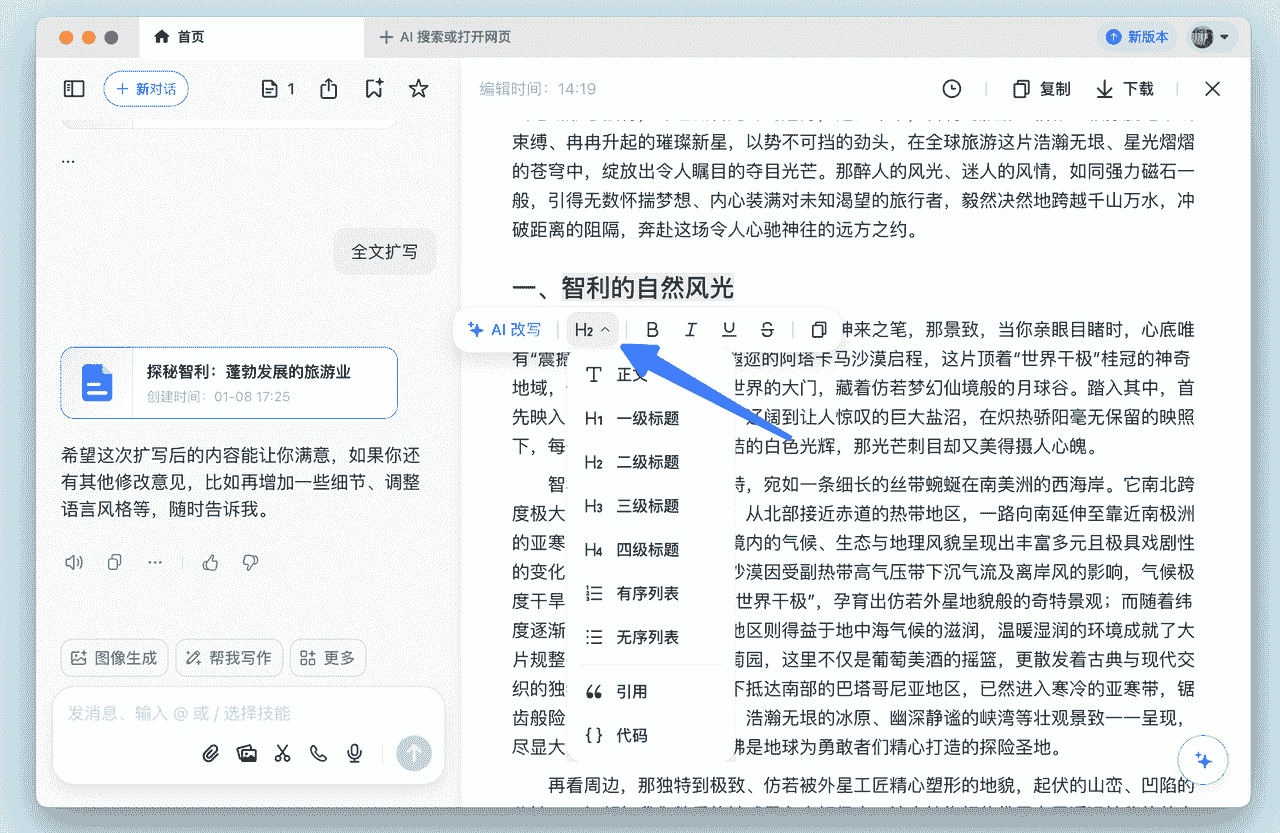 首页
AI 搜索或打开网页
新版本
新对话
1
...
全文扩写
探秘智利：蓬勃发展的旅游业
创建时间：01-08 17:25
希望这次扩写后的内容能让你满意，如果你还
有其他修改意见，比如再增加一些细节、调整
语言风格等，随时告诉我。
图像生成
帮我写作
更多
发消息、输入 @ 或 / 选择技能
编辑时间：14:19
复制
下载
束缚、冉冉升起的璀璨新星，以势不可挡的劲头，在全球旅游这片浩瀚无垠、星光熠熠
的苍穹中，绽放出令人瞩目的夺目光芒。那醉人的风光、迷人的风情，如同强力磁石一
般，引得无数怀揣梦想、内心装满对未知渴望的旅行者，毅然决然地跨越千山万水，冲
破距离的阻隔，奔赴这场令人心驰神往的远方之约。
一、智利的自然风光
AI 改写
H2
B I U S
神来之笔，那景致，当你亲眼目睹时，心底唯
有“震撼
邂逅的阿塔卡马沙漠启程，这片顶着“世界干极”桂冠的神奇
地域，
世界的大门，藏着仿若梦幻仙境般的月球谷。踏入其中，首
先映入
辽阔到让人惊叹的巨大盐沼，在炽热骄阳毫无保留的映照
下，每
洁的白色光辉，那光芒刺目却又美得摄人心魄。
智
特，宛如一条细长的丝带蜿蜒在南美洲的西海岸。它南北跨
度极大
从北部接近赤道的热带地区，一路向南延伸至靠近南极洲
的亚寒
境内的气候、生态与地理风貌呈现出丰富多元且极具戏剧性
的变化
沙漠因受副热带高气压带下沉气流及离岸风的影响，气候极
度干旱
世界干极”，孕育出仿若外星地貌般的奇特景观；而随着纬
度逐渐
地区则得益于地中海气候的滋润，温暖湿润的环境成就了大
片规整
萄园，这里不仅是葡萄美酒的摇篮，更散发着古典与现代交
织的独
下抵达南部的巴塔哥尼亚地区，已然进入寒冷的亚寒带，锯
齿般险
浩瀚无垠的冰原、幽深静谧的峡湾等壮观景致一一呈现，
尽显大
佛是地球为勇敢者们精心打造的探险圣地。
再看周边，那独特到极致、仿若被外星工匠精心塑形的地貌，起伏的山峦、凹陷的
T 正文
H1 一级标题
H2 二级标题
H3 三级标题
H4 四级标题
有序列表
无序列表
引用
{} 代码